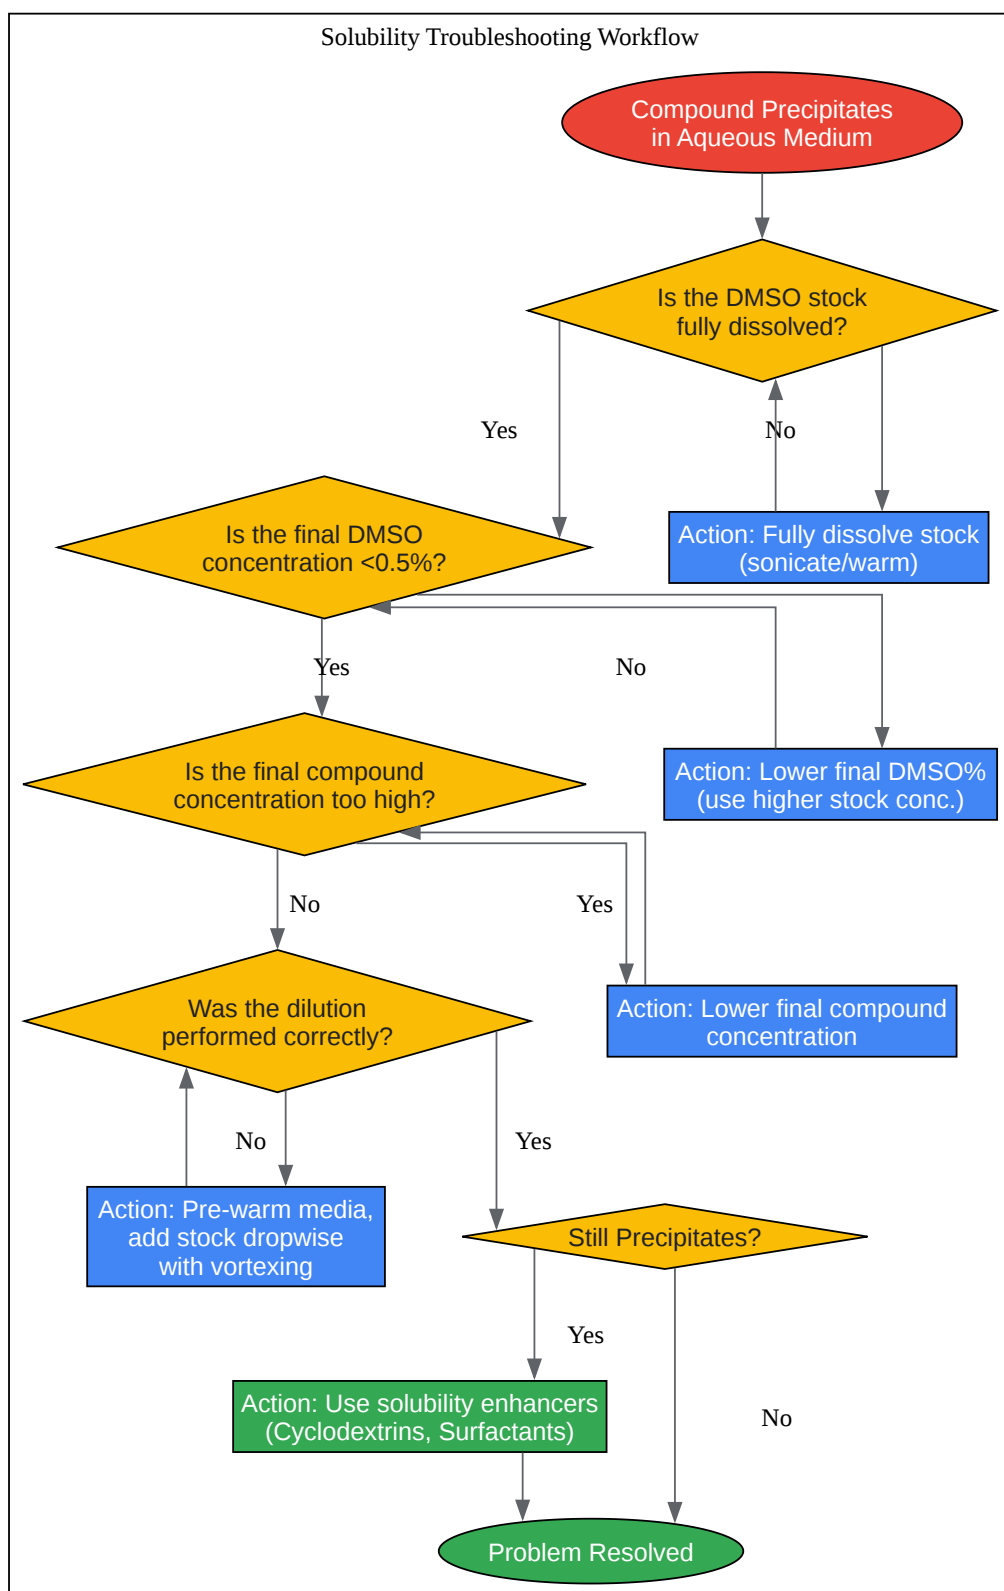 Solubility Troubleshooting Workflow
Compound Precipitates
in Aqueous Medium
Is the DMSO stock
fully dissolved?
Yes
No
Is the final DMSO
concentration <0.5%?
Action: Fully dissolve stock
(sonicate/warm)
Yes
No
Is the final compound
concentration too high?
Action: Lower final DMSO%
(use higher stock conc.)
No
Yes
Was the dilution
performed correctly?
Action: Lower final compound
concentration
No
Yes
Action: Pre-warm media,
add stock dropwise
with vortexing
Still Precipitates?
Yes
Action: Use solubility enhancers
(Cyclodextrins, Surfactants)
No
Problem Resolved